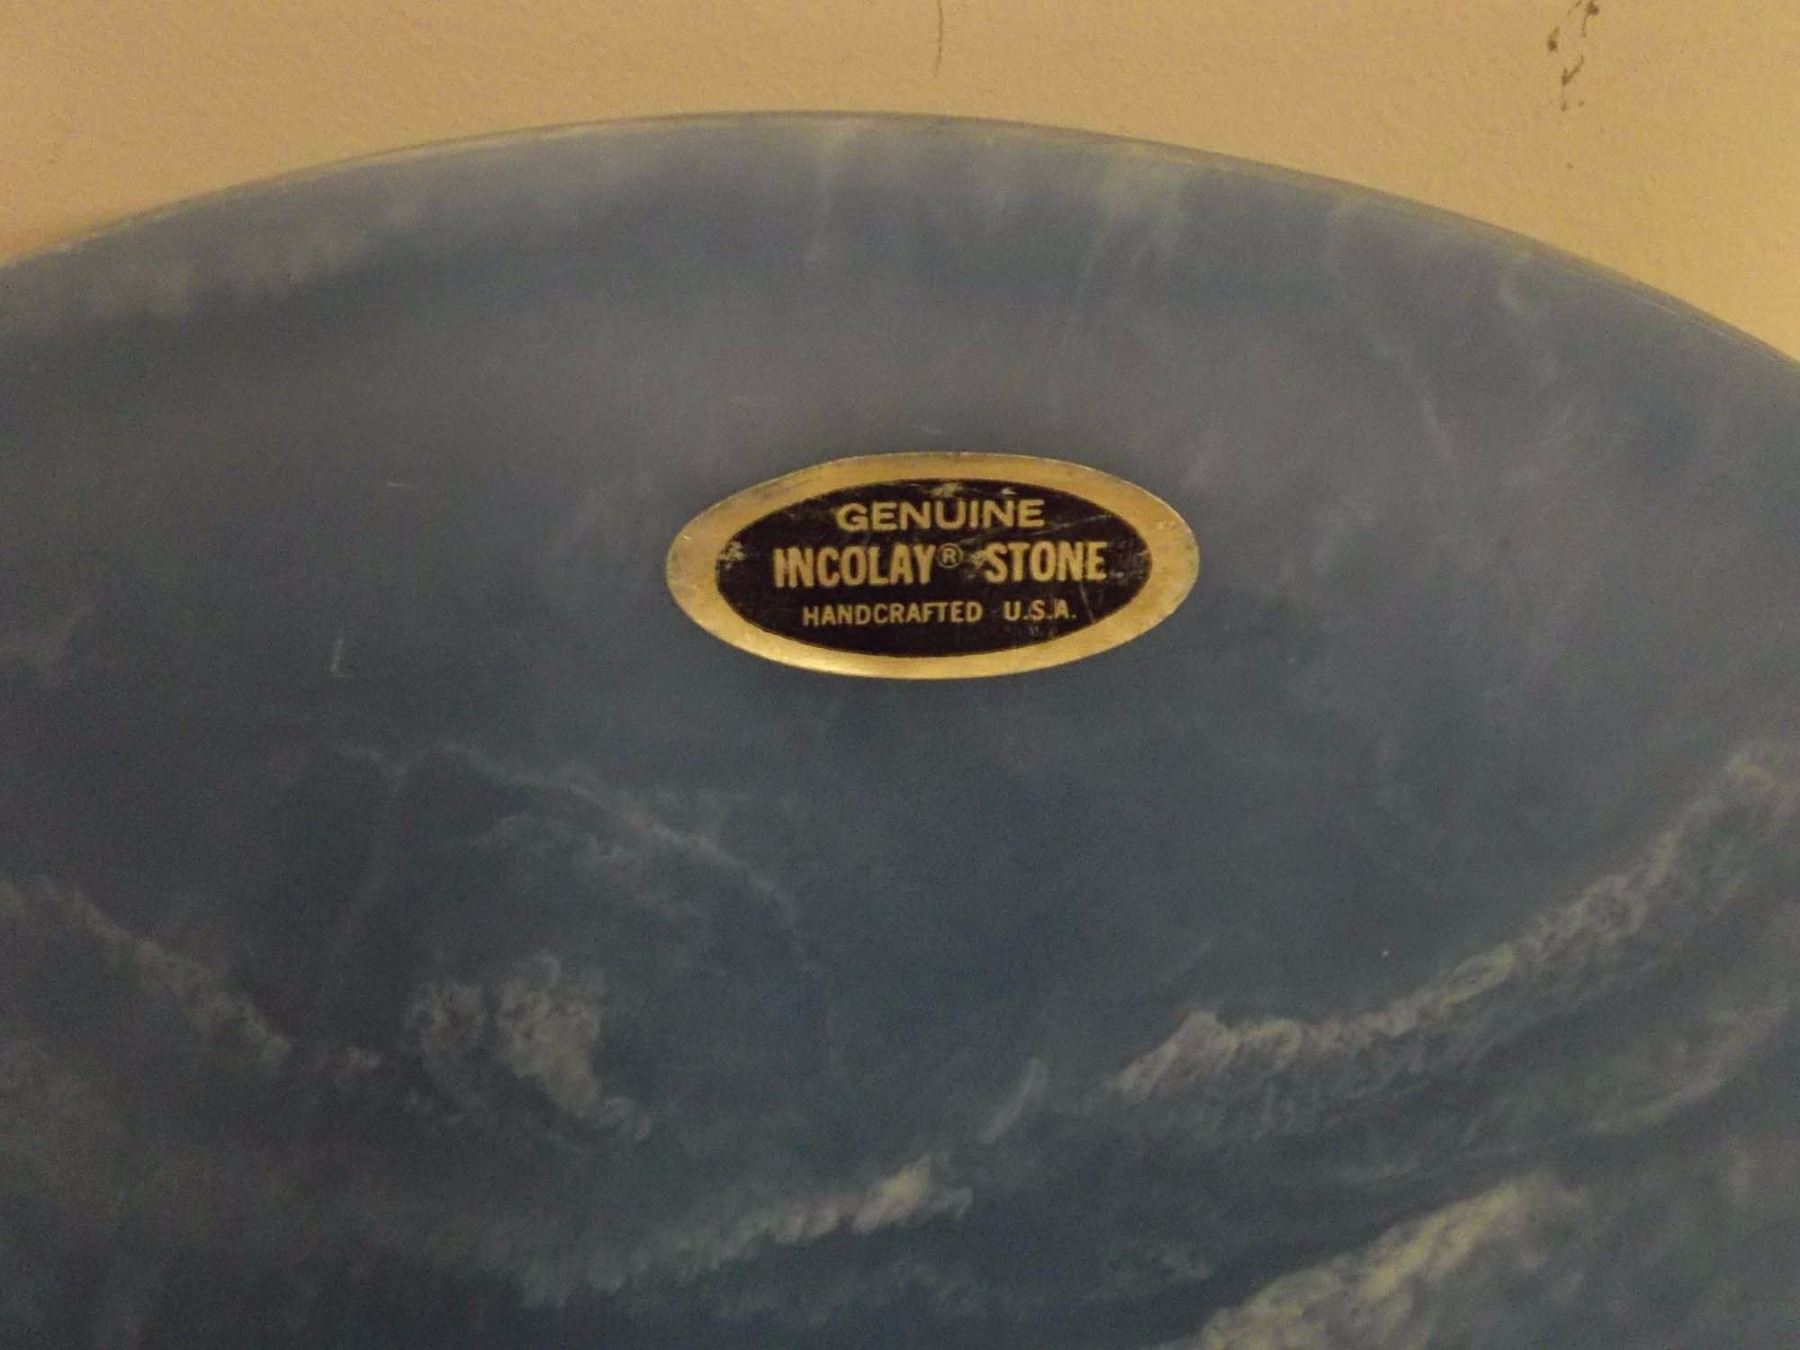 GENUINE
INCOLAY® STONE
HANDCRAFTED U.S.A.